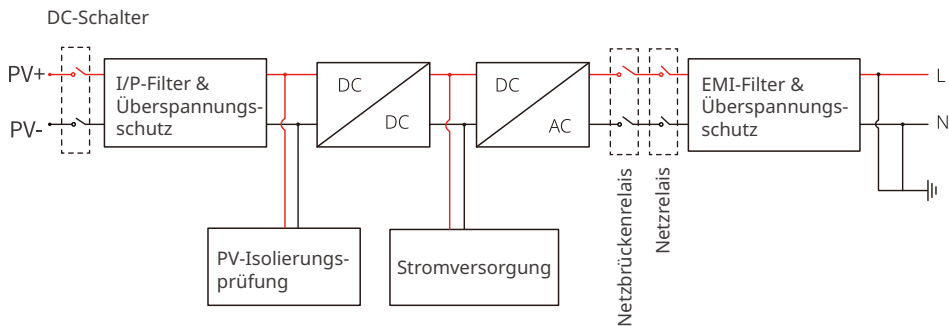 DC-Schalter
PV+
PV-
I/P-Filter &
Überspannungs-
schutz
DC
DC
DC
AC
EMI-Filter &
Überspannungs-
schutz
L
N
PV-Isolierungs-
prüfung
Stromversorgung
Netzbrückenrelais
Netzrelais